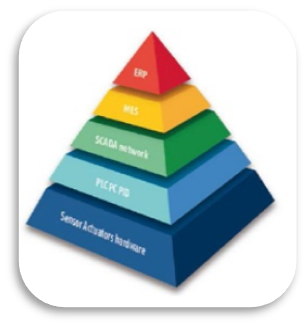 ERP
MES
SCADA network
PLC PC PID
Sensor Actuators hardware